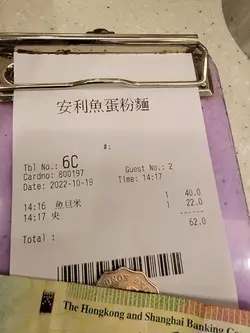 安利魚蛋粉麵
#:
Tbl No.: 6C
Guest No.: 2
Cardno: 800197
Time: 14:17
Date: 2022-10-19
14:16 魚旦米 1 40.0
14:17 央 1 22.0
62.0
Total :
The Hongkong and Shanghai Banking Co